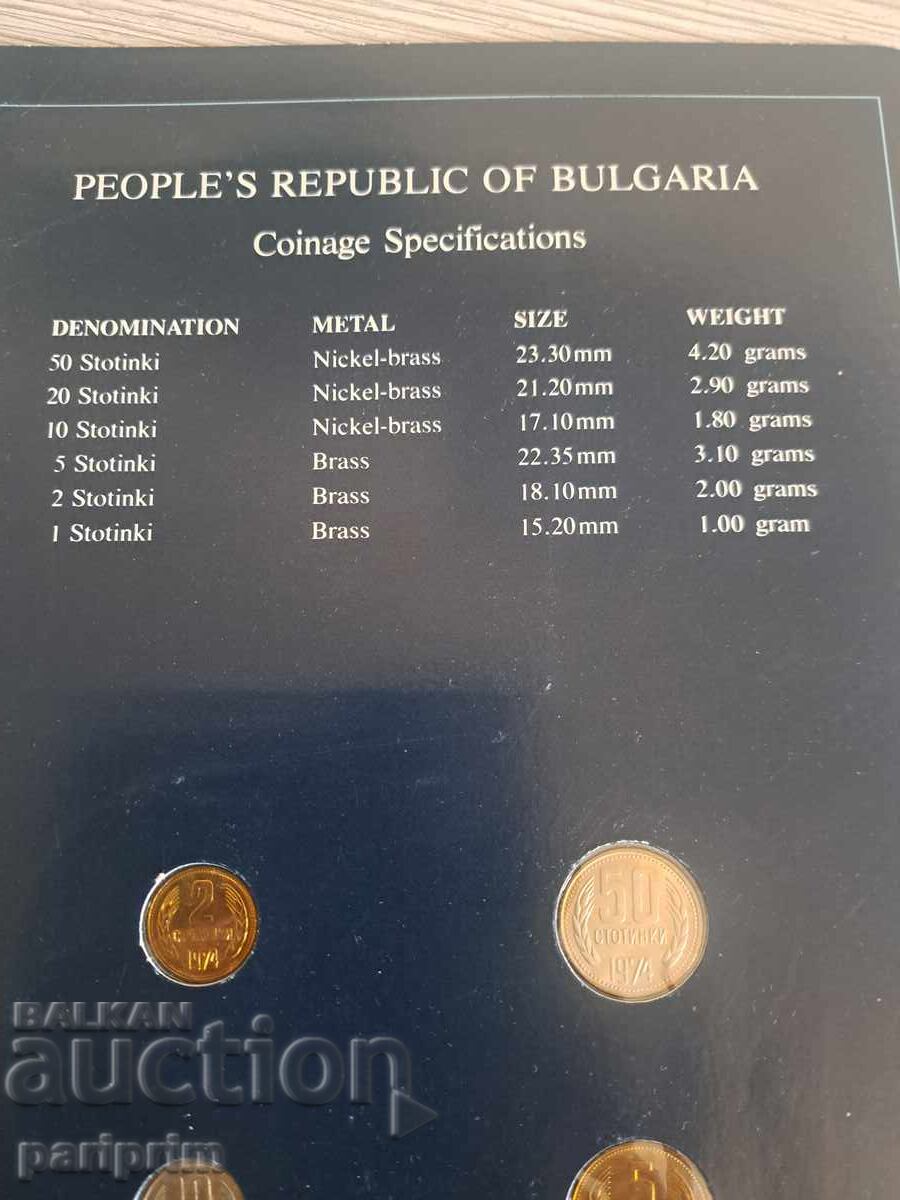 PEOPLE'S REPUBLIC OF BULGARIA
Coinage Specifications
DENOMINATION METAL SIZE WEIGHT
50 Stotinki Nickel-brass 23.30mm 4.20 grams
20 Stotinki Nickel-brass 21.20mm 2.90 grams
10 Stotinki Nickel-brass 17.10mm 1.80 grams
5 Stotinki Brass 22.35mm 3.10 grams
2 Stotinki Brass 18.10mm 2.00 grams
1 Stotinki Brass 15.20mm 1.00 gram
2
СТОТИНКИ
1974
50
СТОТИНКИ
1974
BALKAN
auction
pariprim
10
5